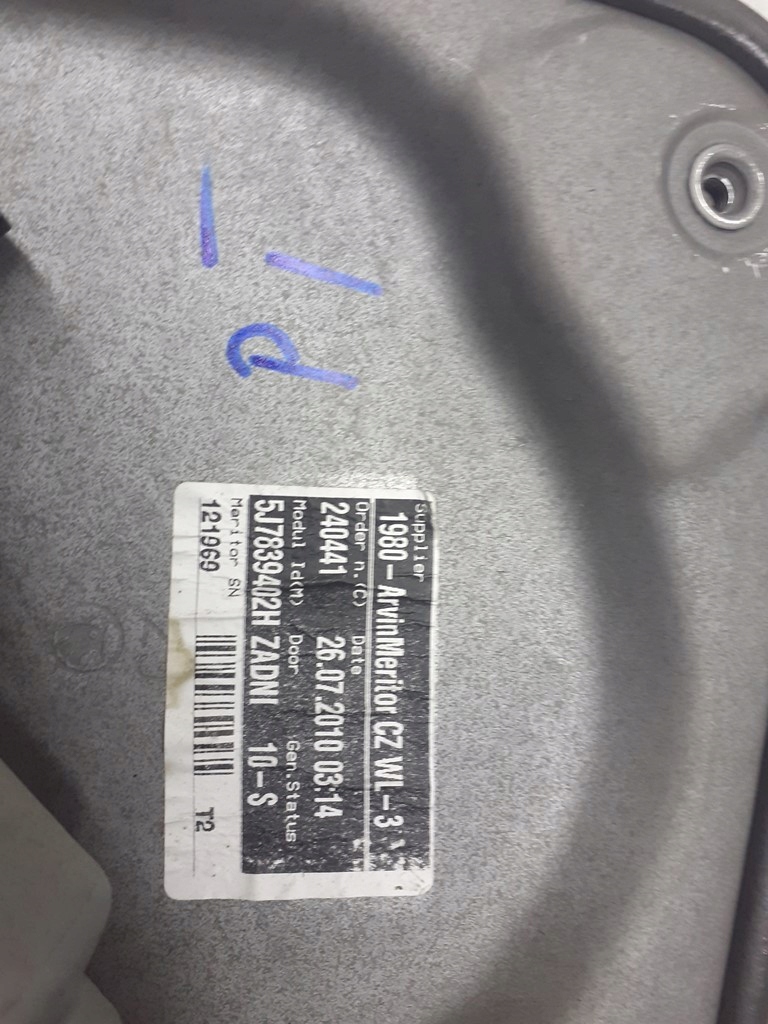 P1
Supplier
1980-ArvinMeritor CZ WL-3
Order n.(C) Date
240441 26.07.2010 03:14
Modul Id(M) Door Gen.Status
5J7839402H ZADNI 10-S
Meritor SN
121969 T2